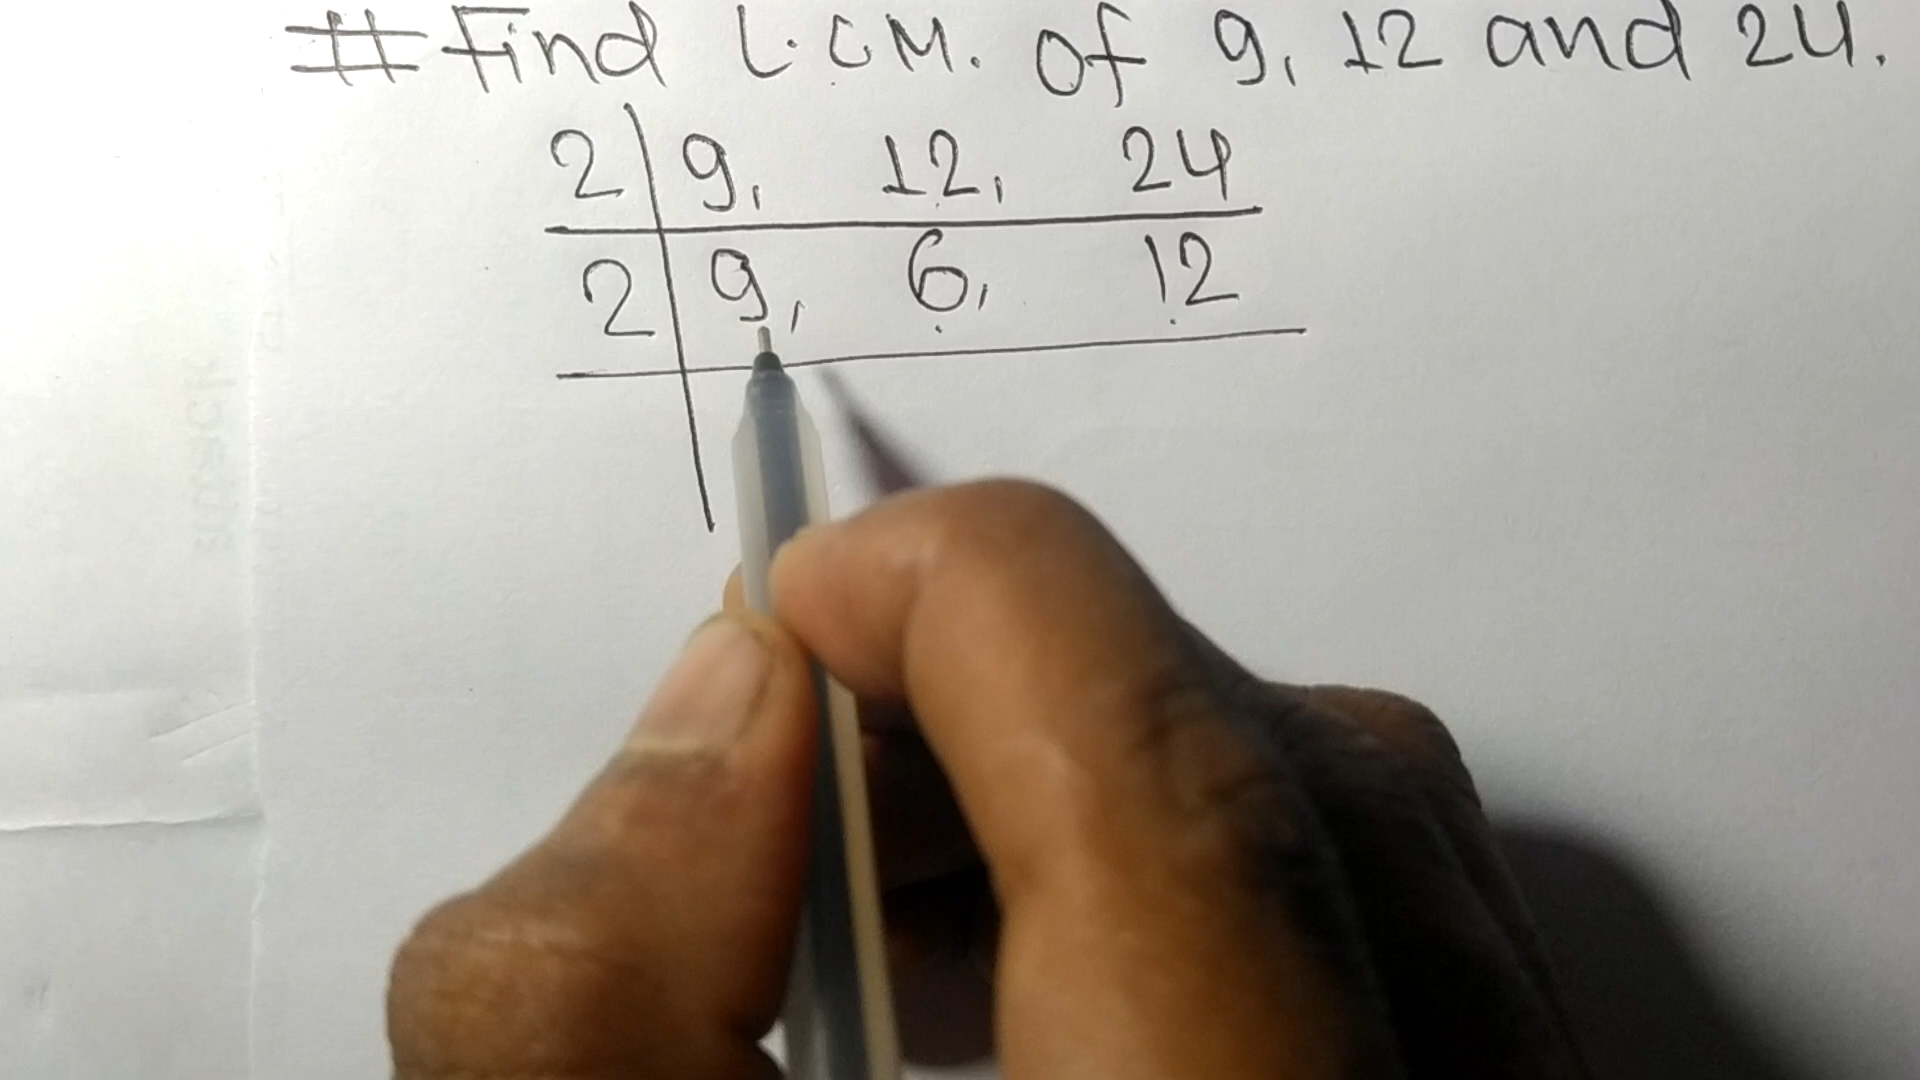 # Find L.C.M. of 9, 12 and 24.
2 | 9, 12, 24
2 | 9, 6, 12